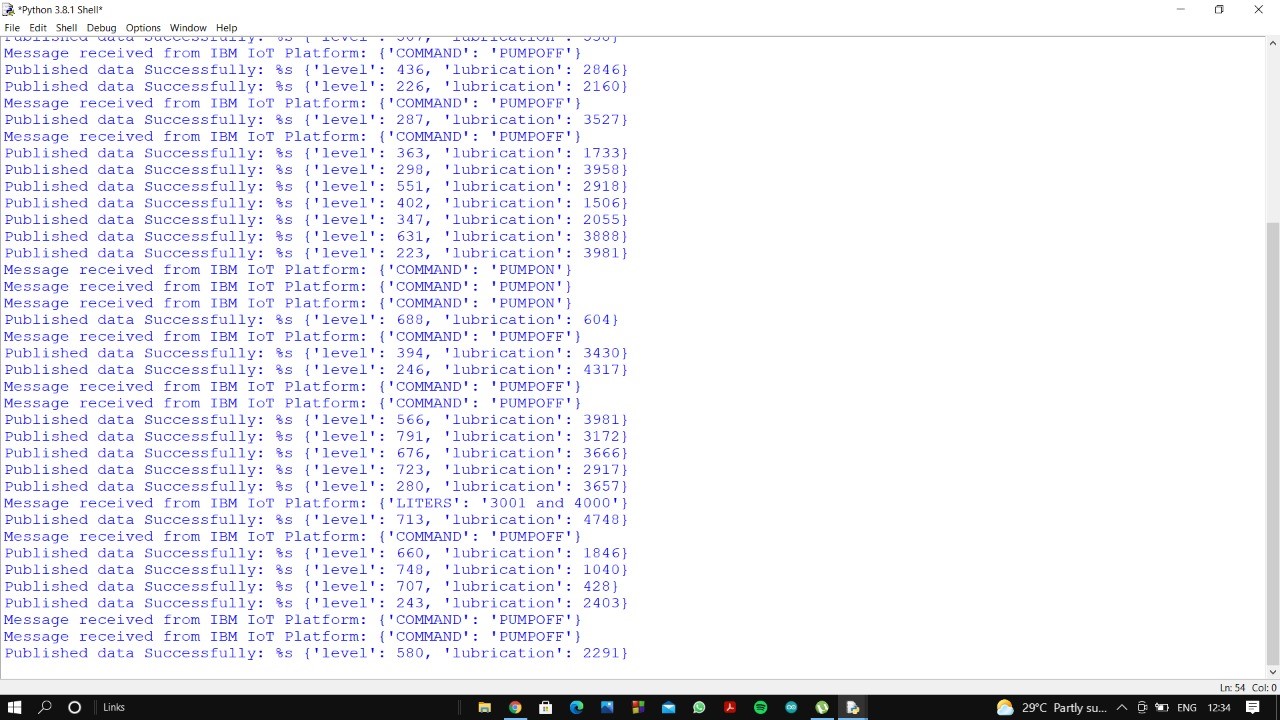 *Python 3.8.1 Shell*
File Edit Shell Debug Options Window Help
Message received from IBM IoT Platform: {'COMMAND': 'PUMPOFF'}
Published data Successfully: %s {'level': 436, 'lubrication': 2846}
Published data Successfully: %s {'level': 226, 'lubrication': 2160}
Message received from IBM IoT Platform: {'COMMAND': 'PUMPOFF'}
Published data Successfully: %s {'level': 287, 'lubrication': 3527}
Message received from IBM IoT Platform: {'COMMAND': 'PUMPOFF'}
Published data Successfully: %s {'level': 363, 'lubrication': 1733}
Published data Successfully: %s {'level': 298, 'lubrication': 3958}
Published data Successfully: %s {'level': 551, 'lubrication': 2918}
Published data Successfully: %s {'level': 402, 'lubrication': 1506}
Published data Successfully: %s {'level': 347, 'lubrication': 2055}
Published data Successfully: %s {'level': 631, 'lubrication': 3888}
Published data Successfully: %s {'level': 223, 'lubrication': 3981}
Message received from IBM IoT Platform: {'COMMAND': 'PUMPON'}
Message received from IBM IoT Platform: {'COMMAND': 'PUMPON'}
Message received from IBM IoT Platform: {'COMMAND': 'PUMPON'}
Published data Successfully: %s {'level': 688, 'lubrication': 604}
Message received from IBM IoT Platform: {'COMMAND': 'PUMPOFF'}
Published data Successfully: %s {'level': 394, 'lubrication': 3430}
Published data Successfully: %s {'level': 246, 'lubrication': 4317}
Message received from IBM IoT Platform: {'COMMAND': 'PUMPOFF'}
Message received from IBM IoT Platform: {'COMMAND': 'PUMPOFF'}
Published data Successfully: %s {'level': 566, 'lubrication': 3981}
Published data Successfully: %s {'level': 791, 'lubrication': 3172}
Published data Successfully: %s {'level': 676, 'lubrication': 3666}
Published data Successfully: %s {'level': 723, 'lubrication': 2917}
Published data Successfully: %s {'level': 280, 'lubrication': 3657}
Message received from IBM IoT Platform: {'LITERS': '3001 and 4000'}
Published data Successfully: %s {'level': 713, 'lubrication': 4748}
Message received from IBM IoT Platform: {'COMMAND': 'PUMPOFF'}
Published data Successfully: %s {'level': 660, 'lubrication': 1846}
Published data Successfully: %s {'level': 748, 'lubrication': 1040}
Published data Successfully: %s {'level': 707, 'lubrication': 428}
Published data Successfully: %s {'level': 243, 'lubrication': 2403}
Message received from IBM IoT Platform: {'COMMAND': 'PUMPOFF'}
Message received from IBM IoT Platform: {'COMMAND': 'PUMPOFF'}
Published data Successfully: %s {'level': 580, 'lubrication': 2291}
Ln: 54 Col: 0
Links
29°C Partly su... ENG 12:34